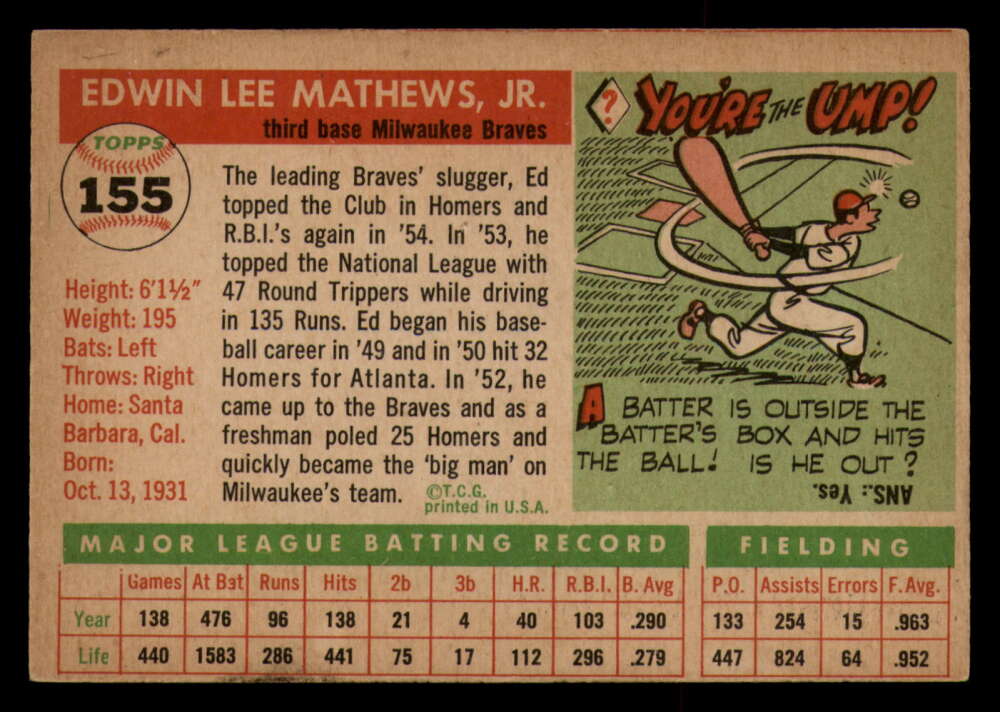 EDWIN LEE MATHEWS, JR.
third base Milwaukee Braves
TOPPS
155
Height: 6'1½"
Weight: 195
Bats: Left
Throws: Right
Home: Santa
Barbara, Cal.
Born:
Oct. 13, 1931
The leading Braves' slugger, Ed
topped the Club in Homers and
R.B.I.'s again in '54. In '53, he
topped the National League with
47 Round Trippers while driving
in 135 Runs. Ed began his base-
ball career in '49 and in '50 hit 32
Homers for Atlanta. In '52, he
came up to the Braves and as a
freshman poled 25 Homers and
quickly became the 'big man' on
Milwaukee's team.
©T.C.G.
printed in U.S.A.
? YOU'RE THE UMP!
A BATTER IS OUTSIDE THE
BATTER'S BOX AND HITS
THE BALL! IS HE OUT?
ANS.: Yes.
MAJOR LEAGUE BATTING RECORD
Games At Bat Runs Hits 2b 3b H.R. R.B.I. B. Avg
Year 138 476 96 138 21 4 40 103 .290
Life 440 1583 286 441 75 17 112 296 .279
FIELDING
P.O. Assists Errors F. Avg.
133 254 15 .963
447 824 64 .952